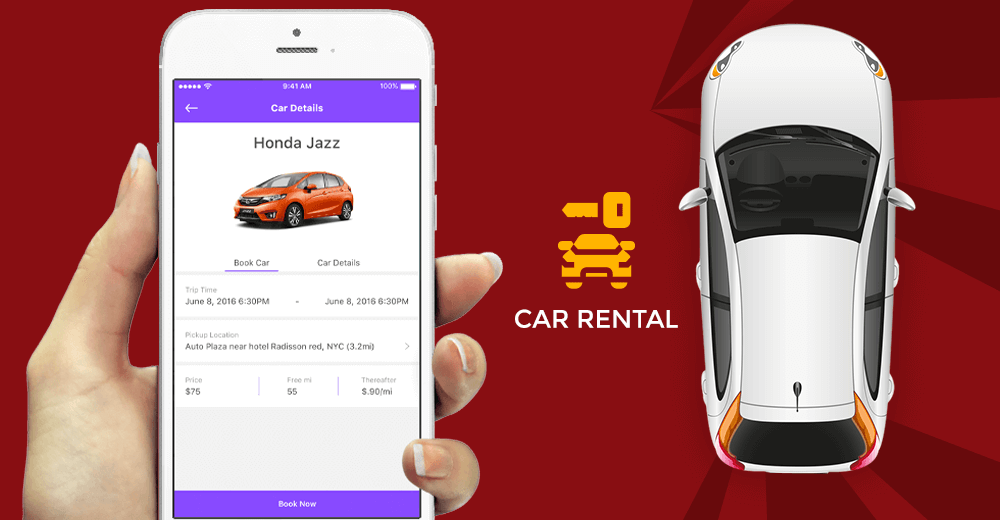 9:41 AM
100%
Car Details
Honda Jazz
Book Car
Car Details
Trip Time
June 8, 2016 6:30PM - June 8, 2016 6:30PM
Pickup Location
Auto Plaza near hotel Radisson red, NYC (3.2mi)
Price
Free mi
Thereafter
$75
55
$.90/mi
Book Now
CAR RENTAL